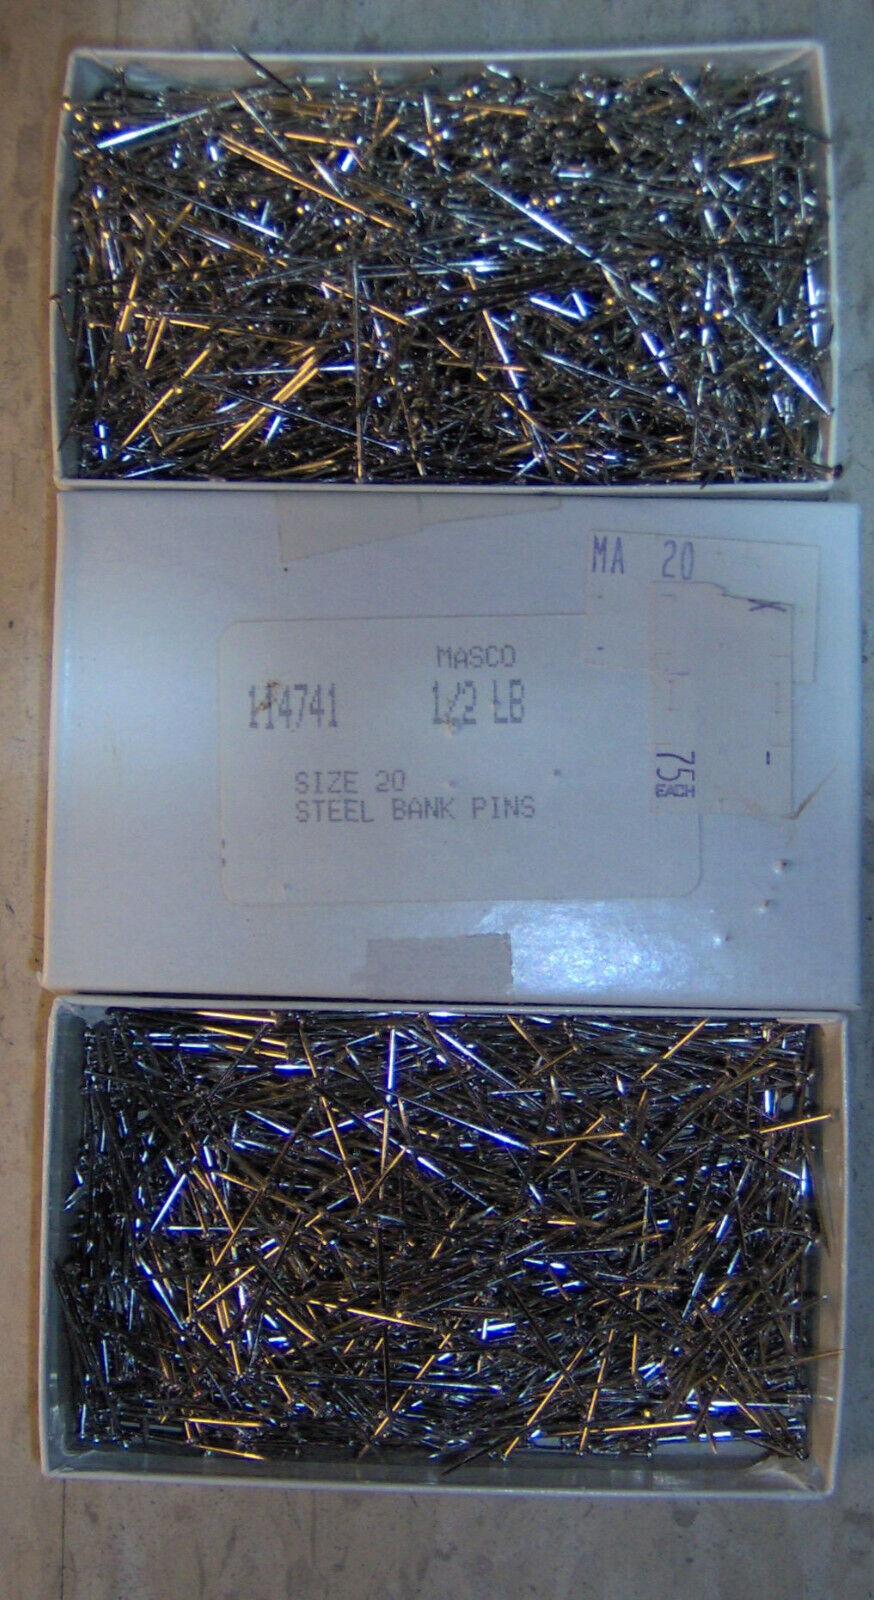 MA 20
MASCO
114741 1/2 LB
SIZE 20
STEEL BANK PINS
75
EACH